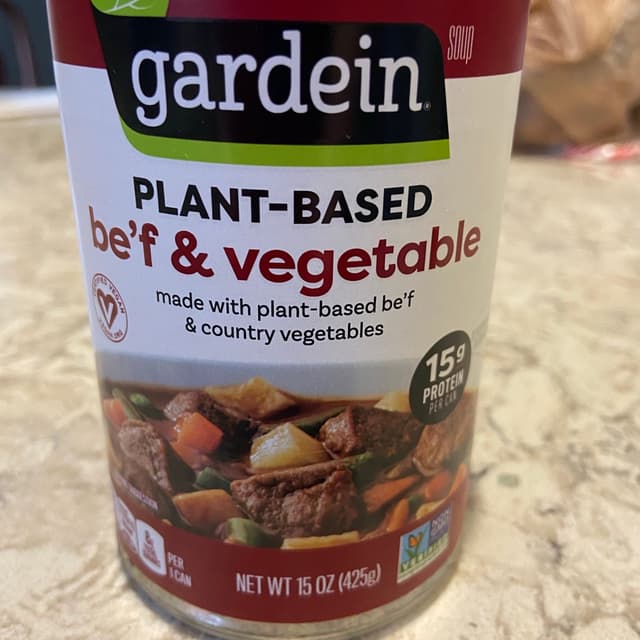 gardein®
soup
PLANT-BASED
be'f & vegetable
made with plant-based be'f
& country vegetables
15g
PROTEIN
PER CAN
PER
1 CAN
NET WT 15 OZ (425g)